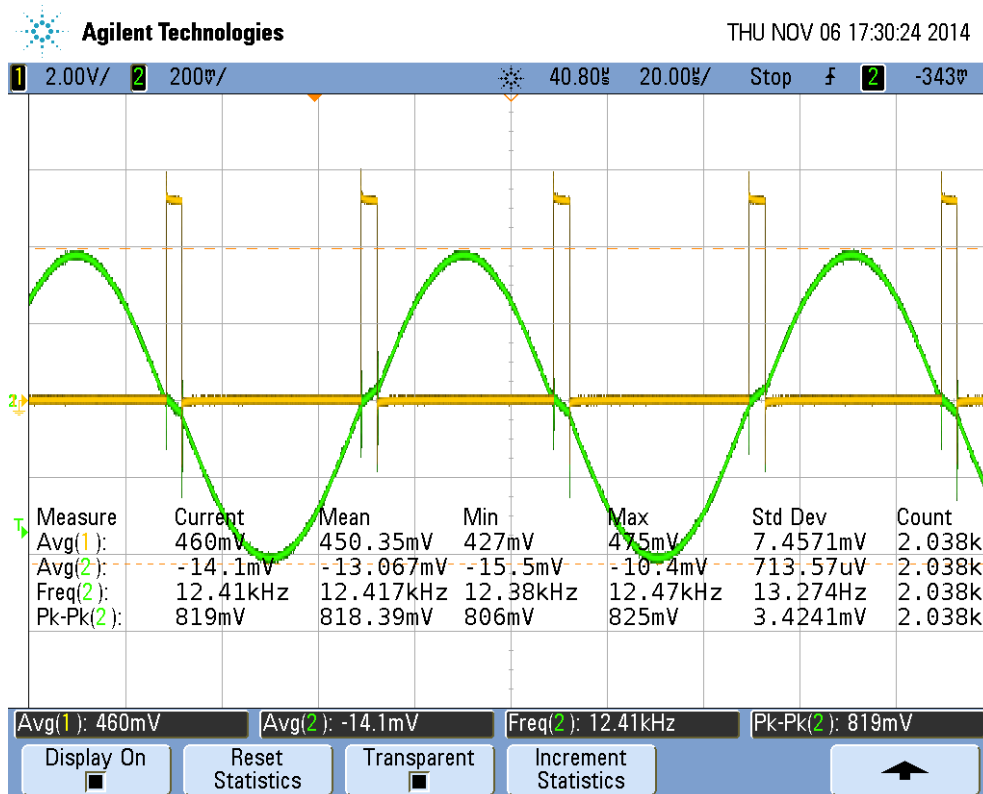 Agilent Technologies THU NOV 06 17:30:24 2014
1 2.00V/ 2 200mV/ 40.80us 20.00us/ Stop 2 -343mV
2
T
Measure Current Mean Min Max Std Dev Count
Avg(1): 460mV 450.35mV 427mV 475mV 7.4571mV 2.038k
Avg(2): -14.1mV -13.067mV -15.5mV -10.4mV 713.57uV 2.038k
Freq(2): 12.41kHz 12.417kHz 12.38kHz 12.47kHz 13.274Hz 2.038k
Pk-Pk(2): 819mV 818.39mV 806mV 825mV 3.4241mV 2.038k
Avg(1): 460mV Avg(2): -14.1mV Freq(2): 12.41kHz Pk-Pk(2): 819mV
Display On Reset Statistics Transparent Increment Statistics